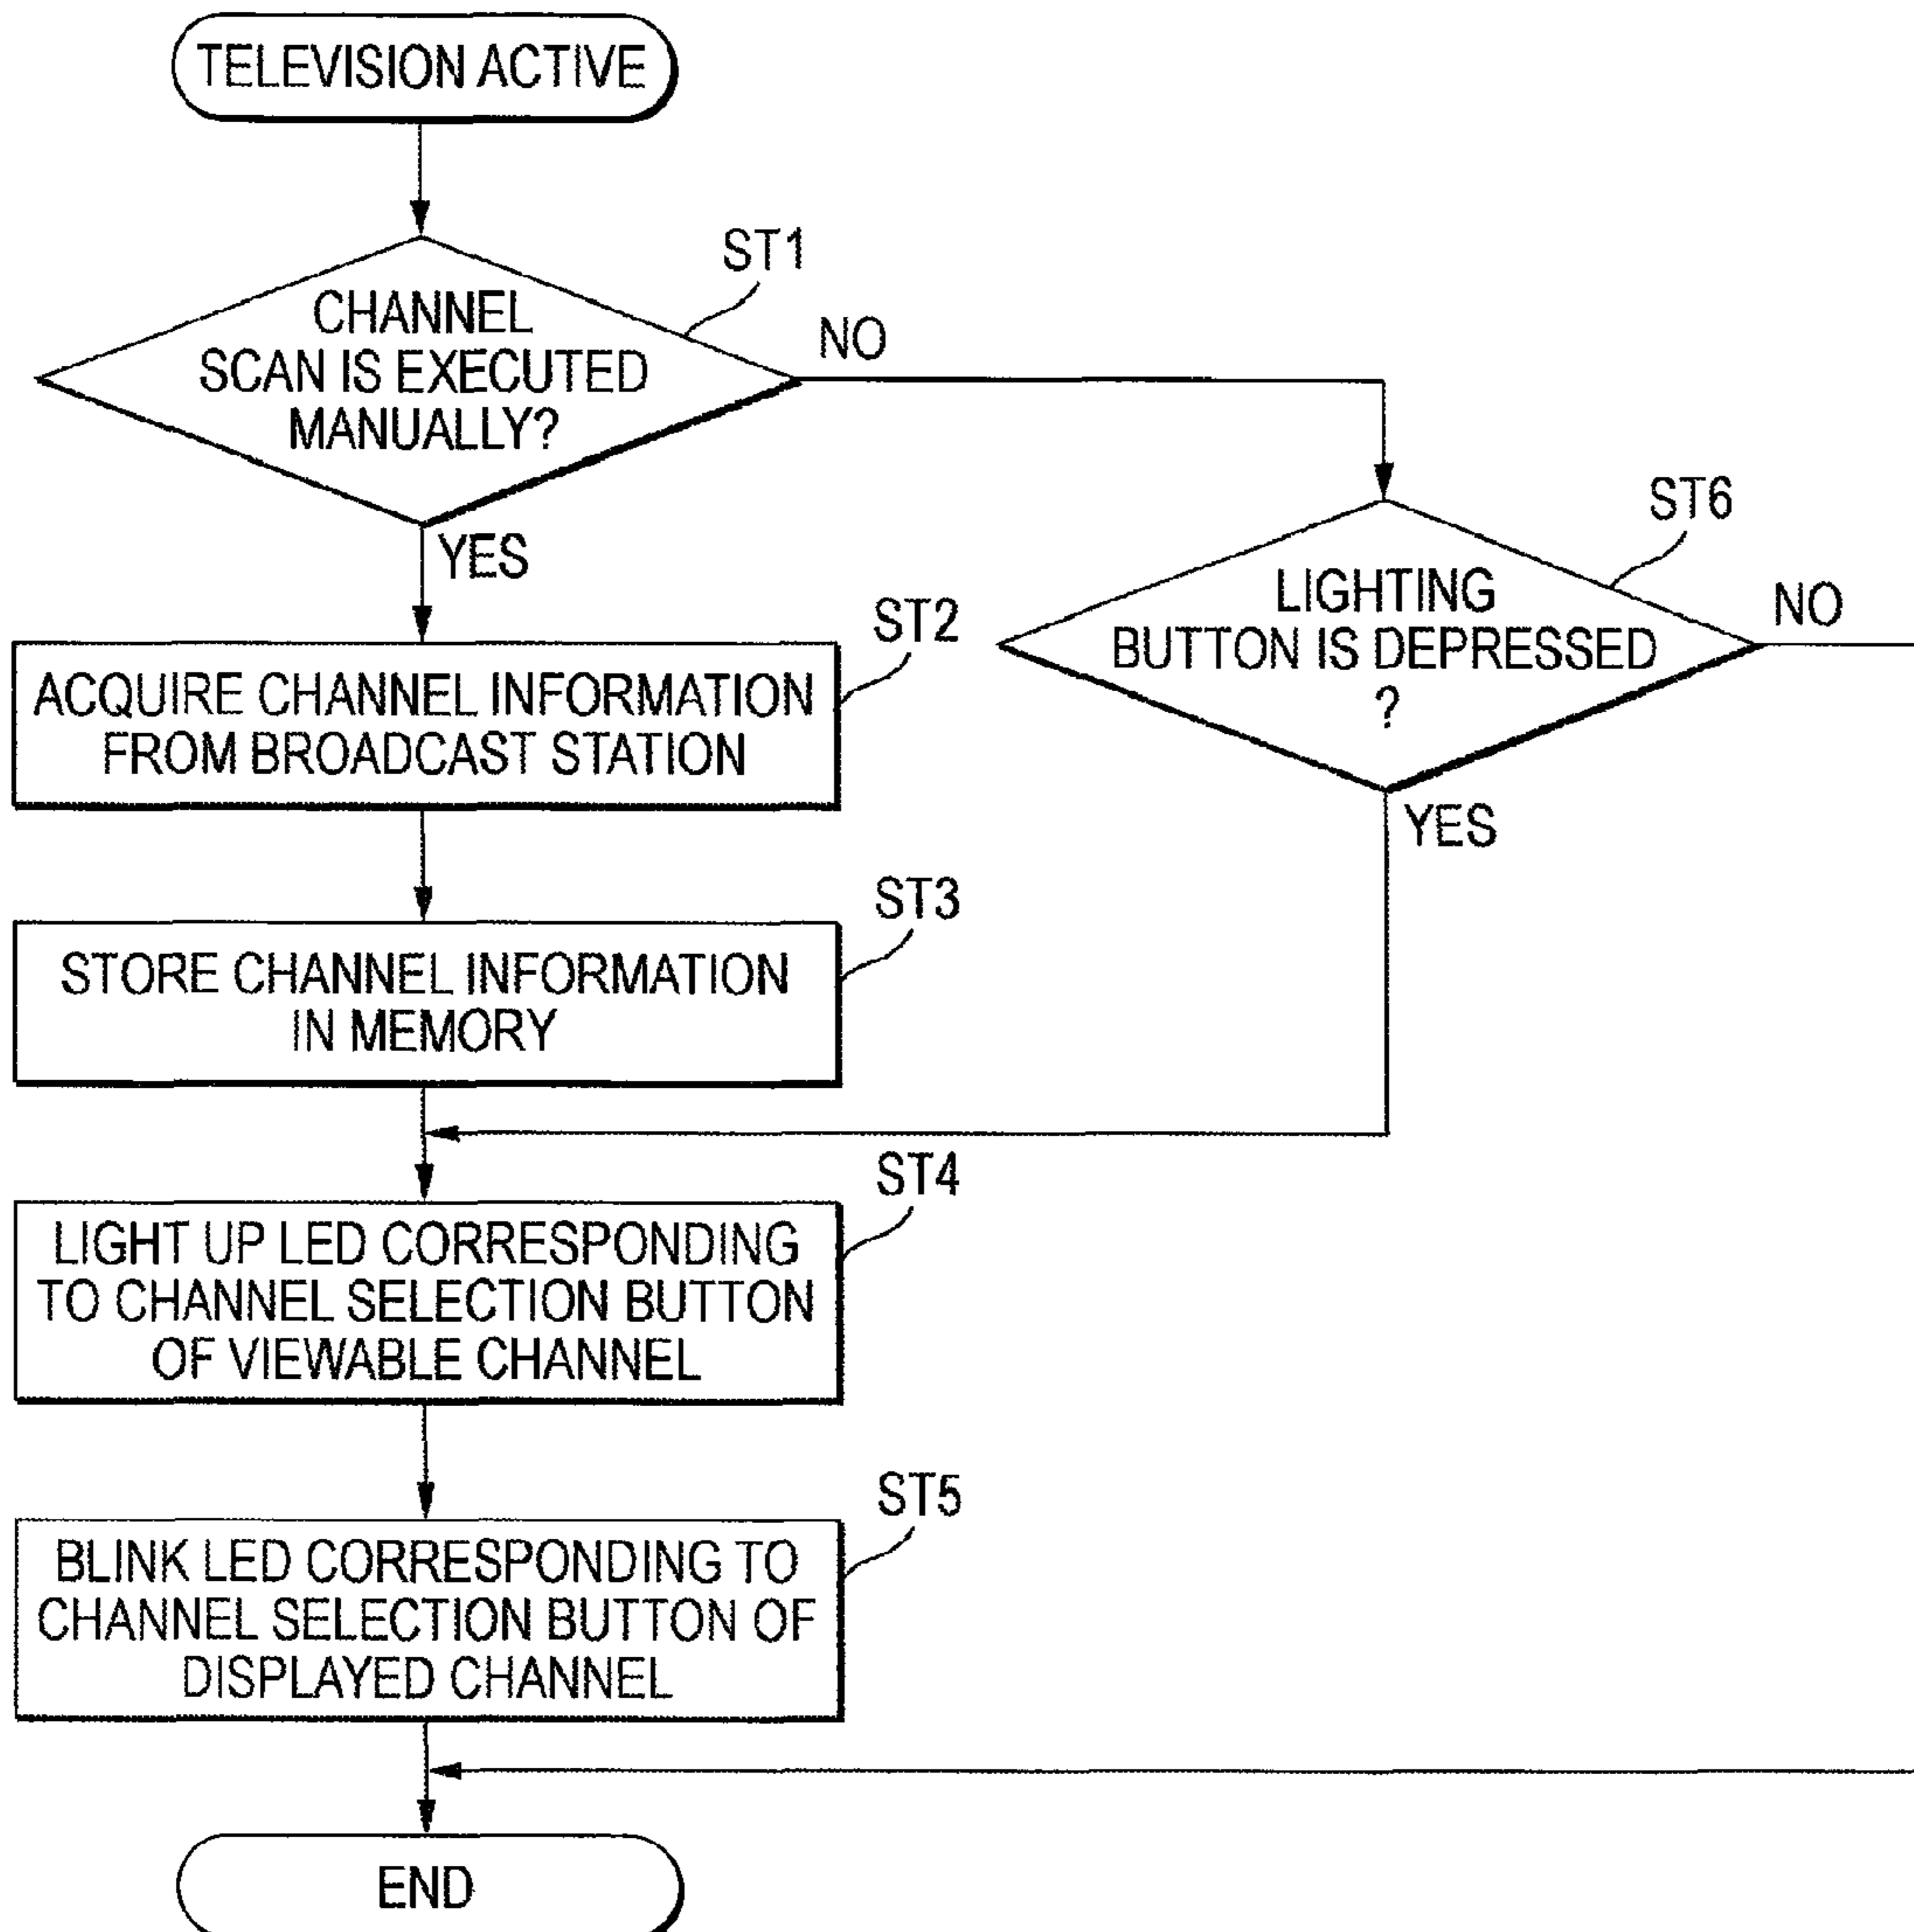 TELEVISION ACTIVE
ST1
CHANNEL
SCAN IS EXECUTED
MANUALLY?
NO
YES
ST6
LIGHTING
BUTTON IS DEPRESSED
?
NO
YES
ST2
ACQUIRE CHANNEL INFORMATION
FROM BROADCAST STATION
ST3
STORE CHANNEL INFORMATION
IN MEMORY
ST4
LIGHT UP LED CORRESPONDING
TO CHANNEL SELECTION BUTTON
OF VIEWABLE CHANNEL
ST5
BLINK LED CORRESPONDING TO
CHANNEL SELECTION BUTTON OF
DISPLAYED CHANNEL
END